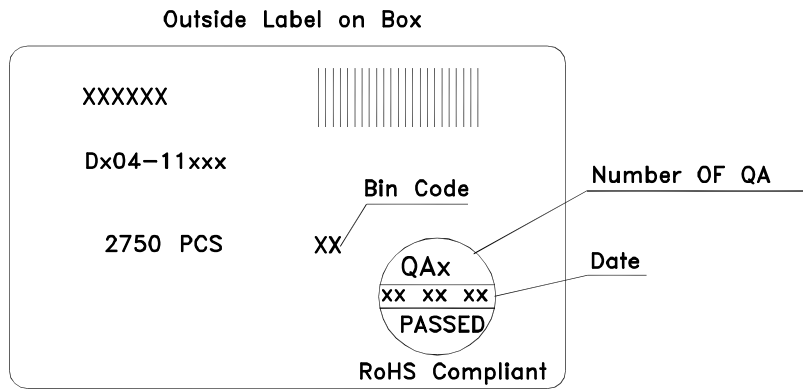 Outside Label on Box
XXXXXX
Dx04-11xxx
Bin Code
Number OF QA
2750 PCS
XX
QAx
Date
xx xx xx
PASSED
RoHS Compliant